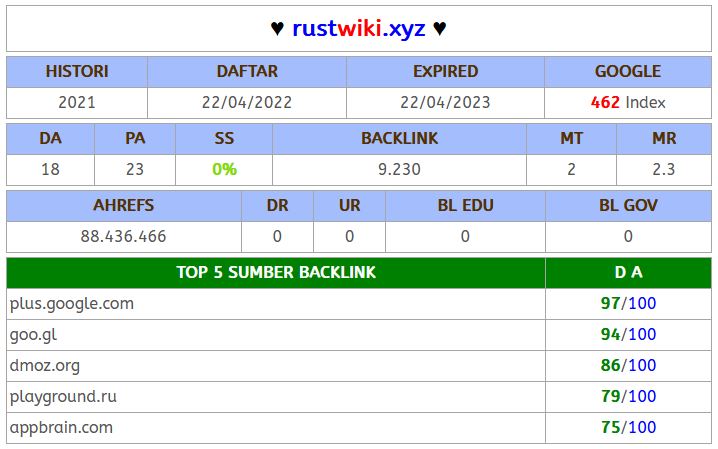 ♥ rustwiki.xyz ♥
HISTORI DAFTAR EXPIRED GOOGLE
2021 22/04/2022 22/04/2023 462 Index
DA PA SS BACKLINK MT MR
18 23 0% 9.230 2 2.3
AHREFS DR UR BL EDU BL GOV
88.436.466 0 0 0 0
TOP 5 SUMBER BACKLINK D A
plus.google.com 97/100
goo.gl 94/100
dmoz.org 86/100
playground.ru 79/100
appbrain.com 75/100